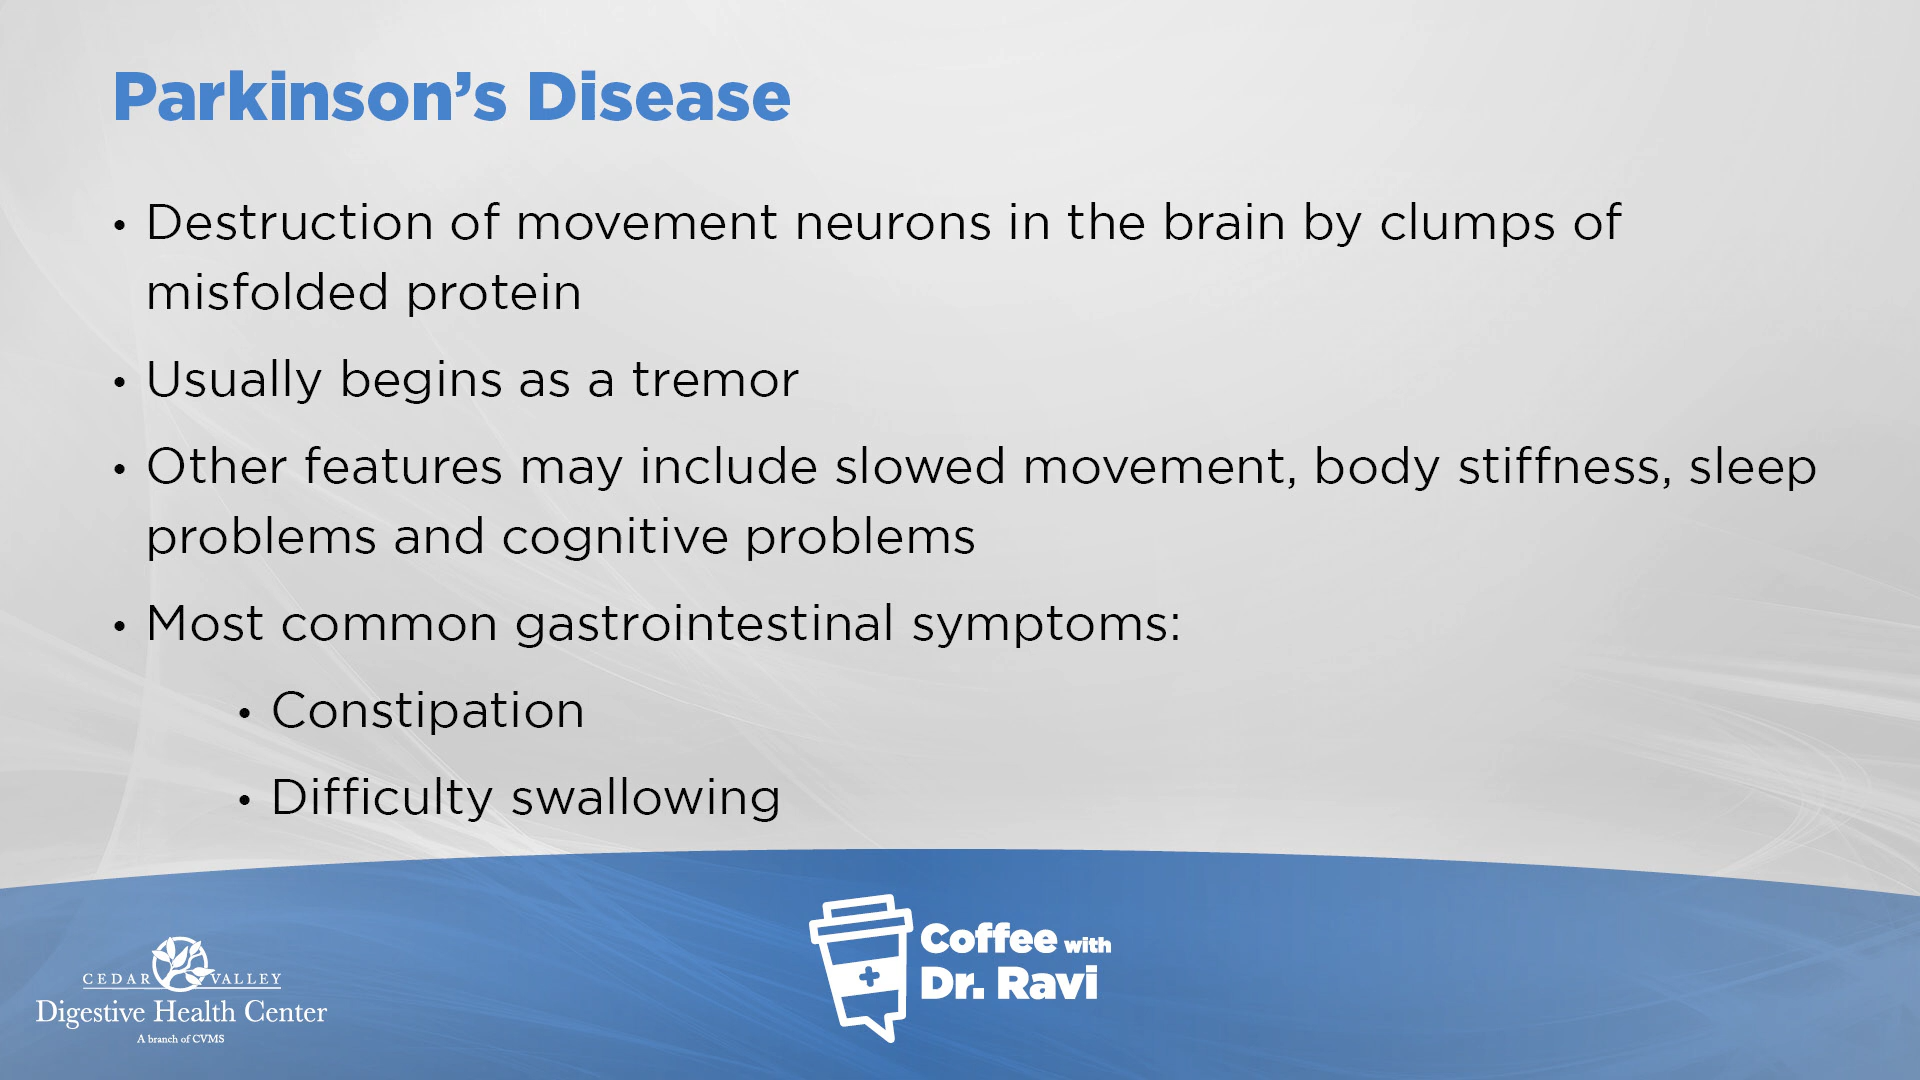 Parkinson’s Disease
• Destruction of movement neurons in the brain by clumps of
misfolded protein
• Usually begins as a tremor
• Other features may include slowed movement, body stiffness, sleep
problems and cognitive problems
• Most common gastrointestinal symptoms:
• Constipation
• Difficulty swallowing
CEDAR VALLEY
Digestive Health Center
A branch of CVMS
Coffee with
Dr. Ravi